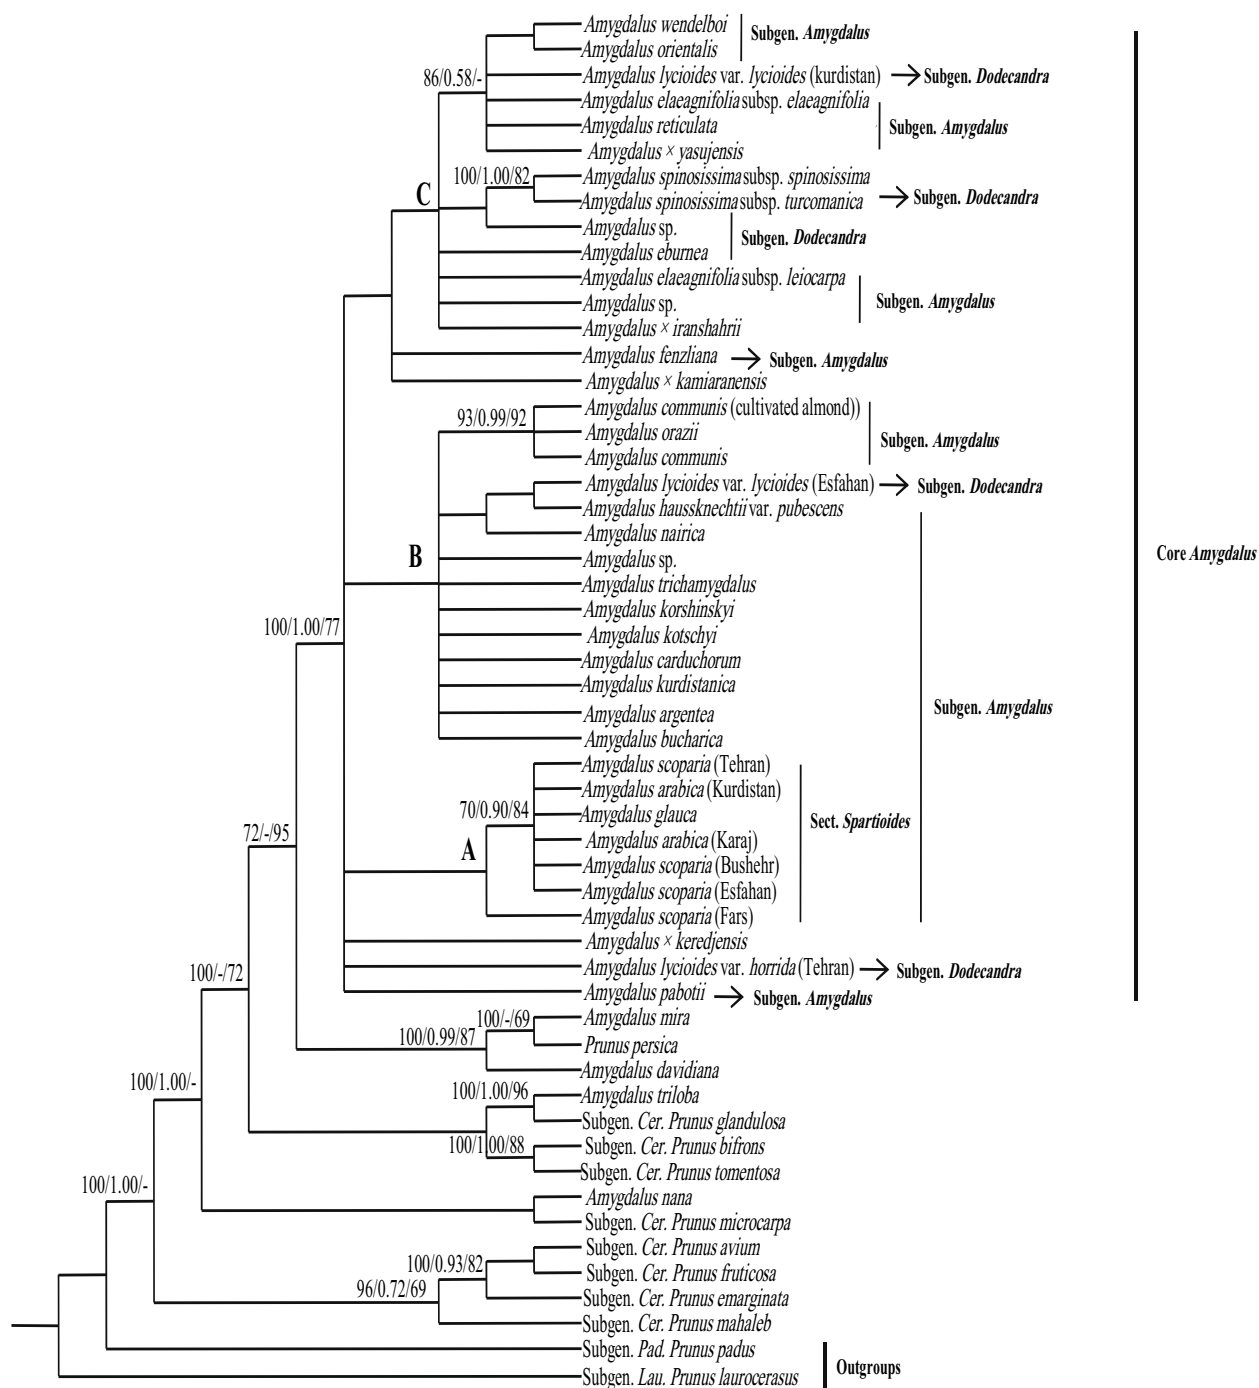 Amygdalus wendelboi
Amygdalus orientalis
Subgen. Amygdalus
Amygdalus lycioides var. lycioides (kurdistan)
Subgen. Dodecandra
86/0.58/-
Amygdalus elaeagnifolia subsp. elaeagnifolia
Amygdalus reticulata
Amygdalus × yasujensis
Subgen. Amygdalus
100/1.00/82
Amygdalus spinosissima subsp. spinosissima
Amygdalus spinosissima subsp. turcomanica
Subgen. Dodecandra
C
Amygdalus sp.
Amygdalus eburnea
Subgen. Dodecandra
Amygdalus elaeagnifolia subsp. leiocarpa
Amygdalus sp.
Amygdalus × iranshahrii
Subgen. Amygdalus
Amygdalus fenzliana
Subgen. Amygdalus
Amygdalus × kamiaranensis
93/0.99/92
Amygdalus communis (cultivated almond))
Amygdalus orazii
Amygdalus communis
Subgen. Amygdalus
Amygdalus lycioides var. lycioides (Esfahan)
Subgen. Dodecandra
Amygdalus haussknechtii var. pubescens
Amygdalus nairica
B
Amygdalus sp.
Core Amygdalus
Amygdalus trichamygdalus
Amygdalus korshinskyi
100/1.00/77
Amygdalus kotschyi
Amygdalus carduchorum
Amygdalus kurdistanica
Subgen. Amygdalus
Amygdalus argentea
Amygdalus bucharica
Amygdalus scoparia (Tehran)
Amygdalus arabica (Kurdistan)
70/0.90/84
Amygdalus glauca
Sect. Spartioides
72/-/95
Amygdalus arabica (Karaj)
A
Amygdalus scoparia (Bushehr)
Amygdalus scoparia (Esfahan)
Amygdalus scoparia (Fars)
Amygdalus × keredjensis
100/-/72
Amygdalus lycioides var. horrida (Tehran)
Subgen. Dodecandra
Amygdalus pabotii
Subgen. Amygdalus
100/-/69
Amygdalus mira
100/0.99/87
Prunus persica
Amygdalus davidiana
100/1.00/-
100/1.00/96
Amygdalus triloba
Subgen. Cer. Prunus glandulosa
100/1.00/88
Subgen. Cer. Prunus bifrons
Subgen. Cer. Prunus tomentosa
100/1.00/-
Amygdalus nana
Subgen. Cer. Prunus microcarpa
Subgen. Cer. Prunus avium
100/0.93/82
Subgen. Cer. Prunus fruticosa
96/0.72/69
Subgen. Cer. Prunus emarginata
Subgen. Cer. Prunus mahaleb
Subgen. Pad. Prunus padus
Subgen. Lau. Prunus laurocerasus
Outgroups